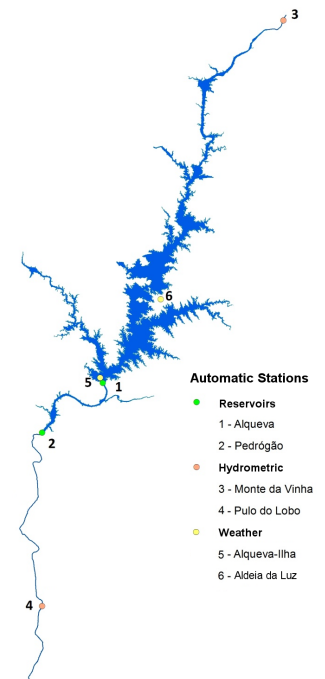 3
6
5
1
2
4
Automatic Stations
Reservoirs
1 - Alqueva
2 - Pedrógão
Hydrometric
3 - Monte da Vinha
4 - Pulo do Lobo
Weather
5 - Alqueva-Ilha
6 - Aldeia da Luz